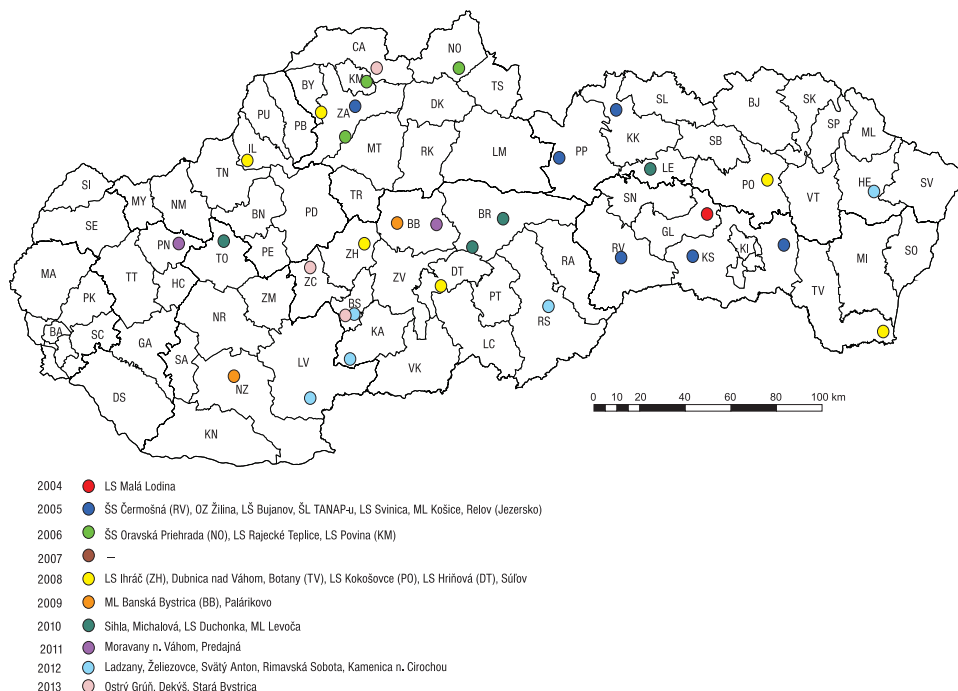 CA
NO
KM
BY
TS
ZA
DK
PU
PB
IL
MT
RK
LM
PP
SL
KK
LE
SB
BJ
SK
SP
ML
PO
VT
HE
SV
TN
SI
MY
NM
SE
BN
PD
TR
BB
BR
SN
GL
PN
TO
PE
ZH
ZV
RV
KS
KI
MI
SO
MA
TT
HC
ZC
DT
RA
TV
PK
NR
ZM
BS
PT
RS
BA
SC
GA
SA
KA
LV
VK
LC
DS
NZ
KN
0 20 40 60 80 100 km
2004 LS Malá Lodina
2005 ŠS Čermošná (RV), OZ Žilina, LŠ Bujanov, ŠL TANAP-u, LS Svinica, ML Košice, Relov (Jezersko)
2006 ŠS Oravská Priehrada (NO), LS Rajecké Teplice, LS Povina (KM)
2007 –
2008 LS Ihráč (ZH), Dubnica nad Váhom, Botany (TV), LS Kokošovce (PO), LS Hriňová (DT), Súľov
2009 ML Banská Bystrica (BB), Palárikovo
2010 Sihla, Michalová, LS Duchonka, ML Levoča
2011 Moravany n. Váhom, Predajná
2012 Ladzany, Želiezovce, Svätý Anton, Rimavská Sobota, Kamenica n. Cirochou
2013 Ostrý Grúň, Dekýš, Stará Bystrica